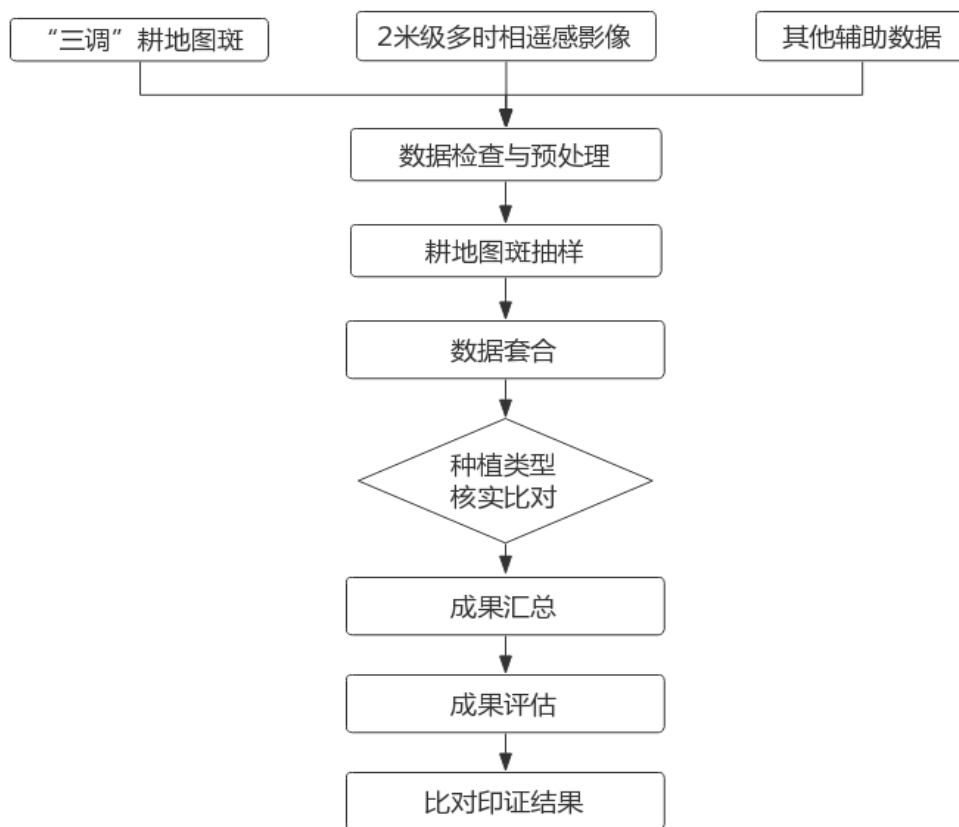 “三调”耕地图斑
2米级多时相遥感影像
其他辅助数据
数据检查与预处理
耕地图斑抽样
数据套合
种植类型
核实比对
成果汇总
成果评估
比对印证结果